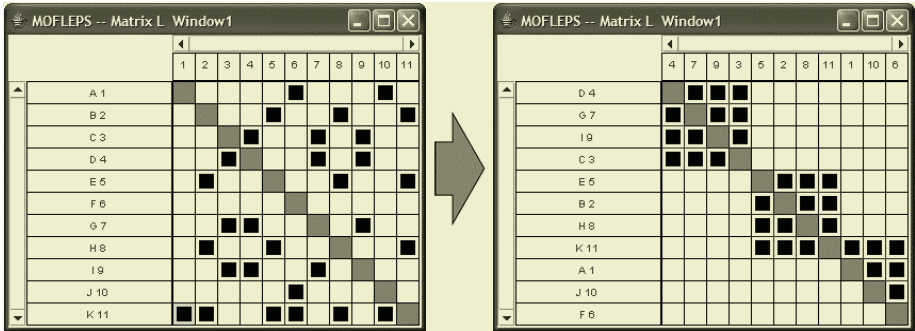 MOFLEPS -- Matrix L Window1
1 2 3 4 5 6 7 8 9 10 11
A 1
B 2
C 3
D 4
E 5
F 6
G 7
H 8
I 9
J 10
K 11
MOFLEPS -- Matrix L Window1
4 7 9 3 5 2 8 11 1 10 6
D 4
G 7
I 9
C 3
E 5
B 2
H 8
K 11
A 1
J 10
F 6